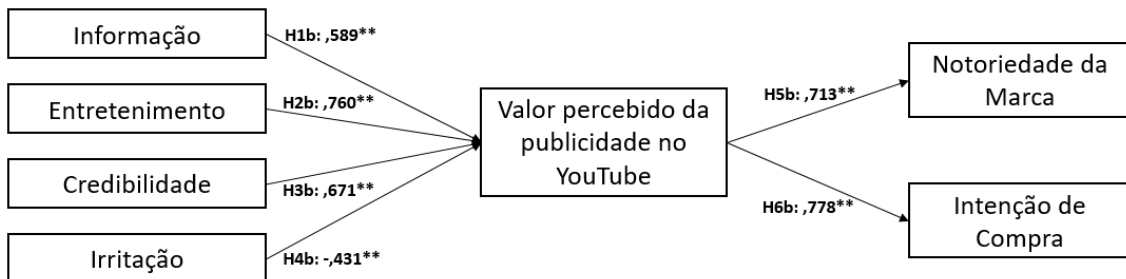 Informação
H1b: ,589**
Entretenimento
H2b: ,760**
Credibilidade
H3b: ,671**
Irritação
H4b: -,431**
Valor percebido da
publicidade no
YouTube
H5b: ,713**
Notoriedade da
Marca
H6b: ,778**
Intenção de
Compra